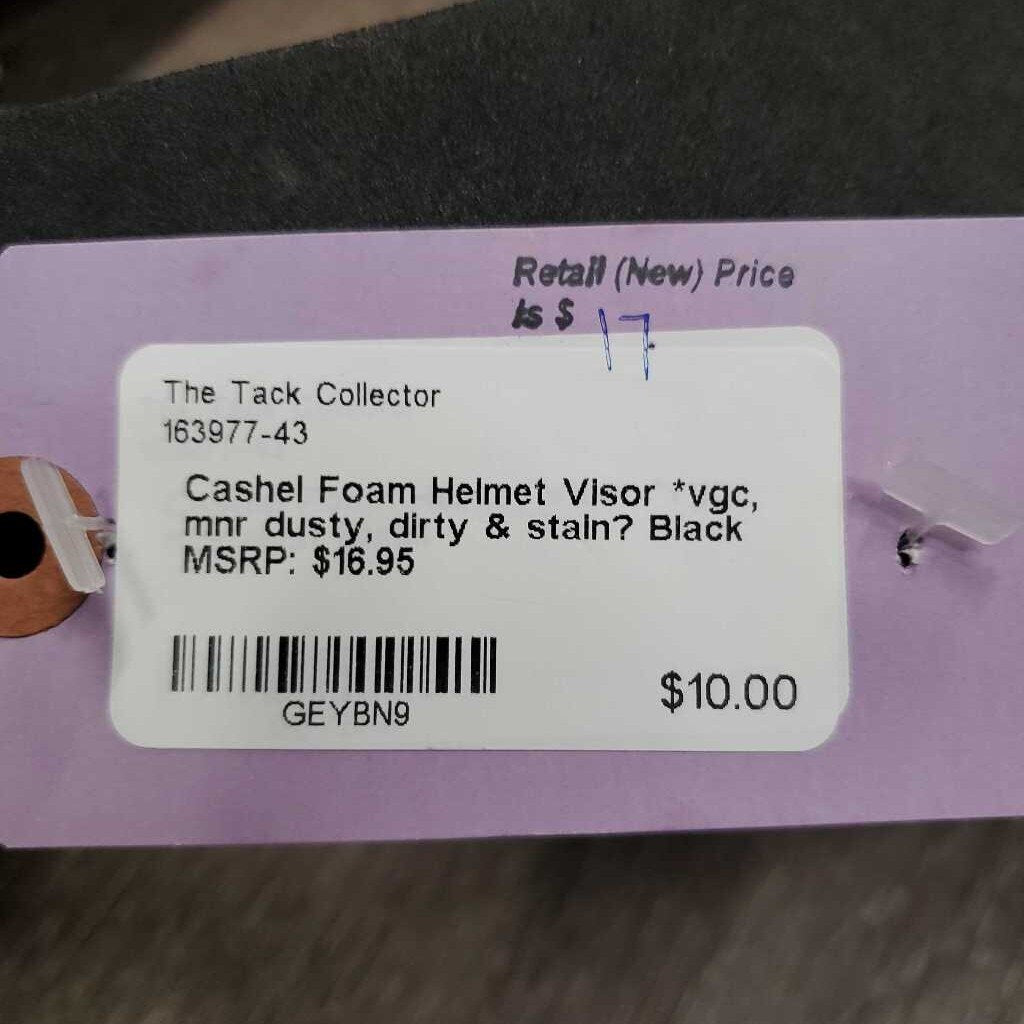 Retail (New) Price
Is $ 17
The Tack Collector
163977-43
Cashel Foam Helmet Visor *vgc,
mnr dusty, dirty & stain? Black
MSRP: $16.95
GEYBN9
$10.00